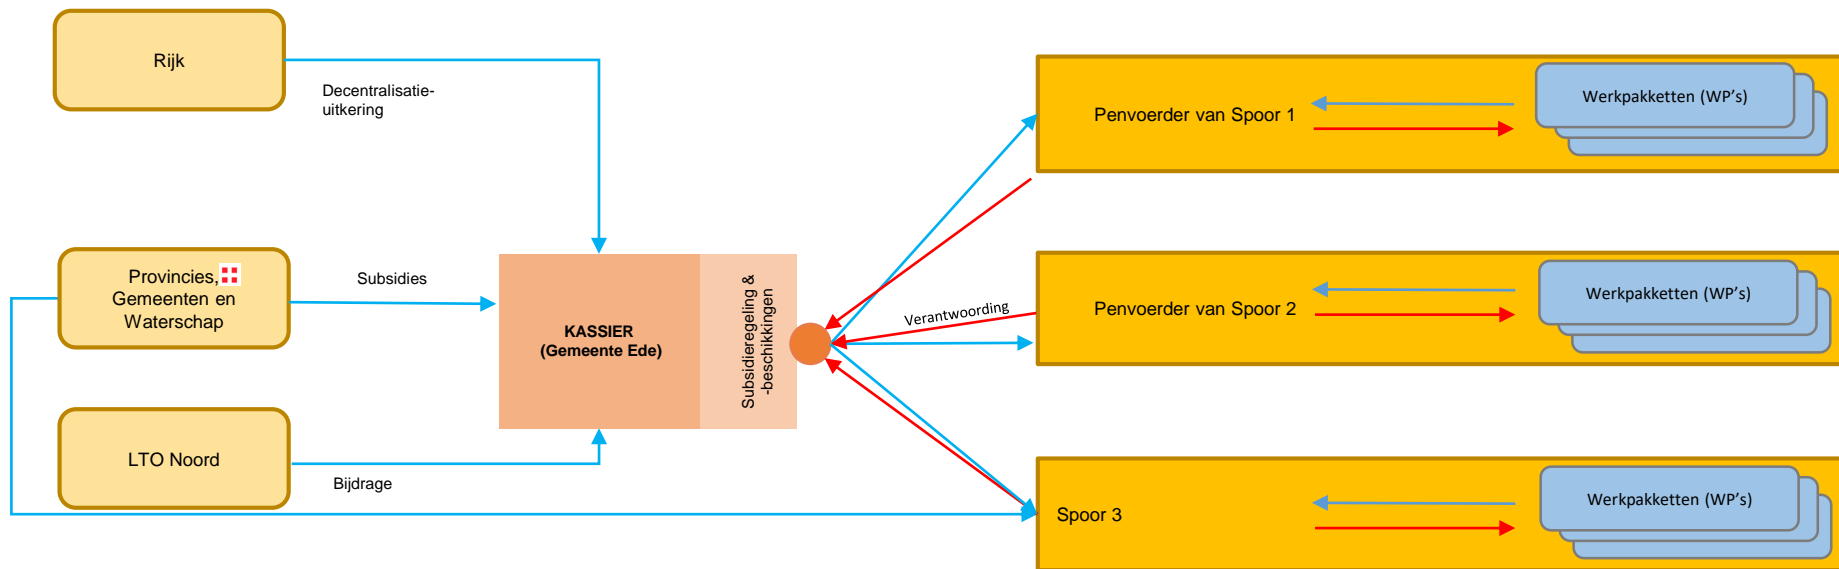 Rijk
Decentralisatie-
uitkering
Provincies,
Gemeenten en
Waterschap
Subsidies
LTO Noord
Bijdrage
KASSIER
(Gemeente Ede)
Subsidieregeling &
-beschikkingen
Verantwoording
Penvoerder van Spoor 1
Werkpakketten (WP's)
Penvoerder van Spoor 2
Werkpakketten (WP's)
Spoor 3
Werkpakketten (WP's)